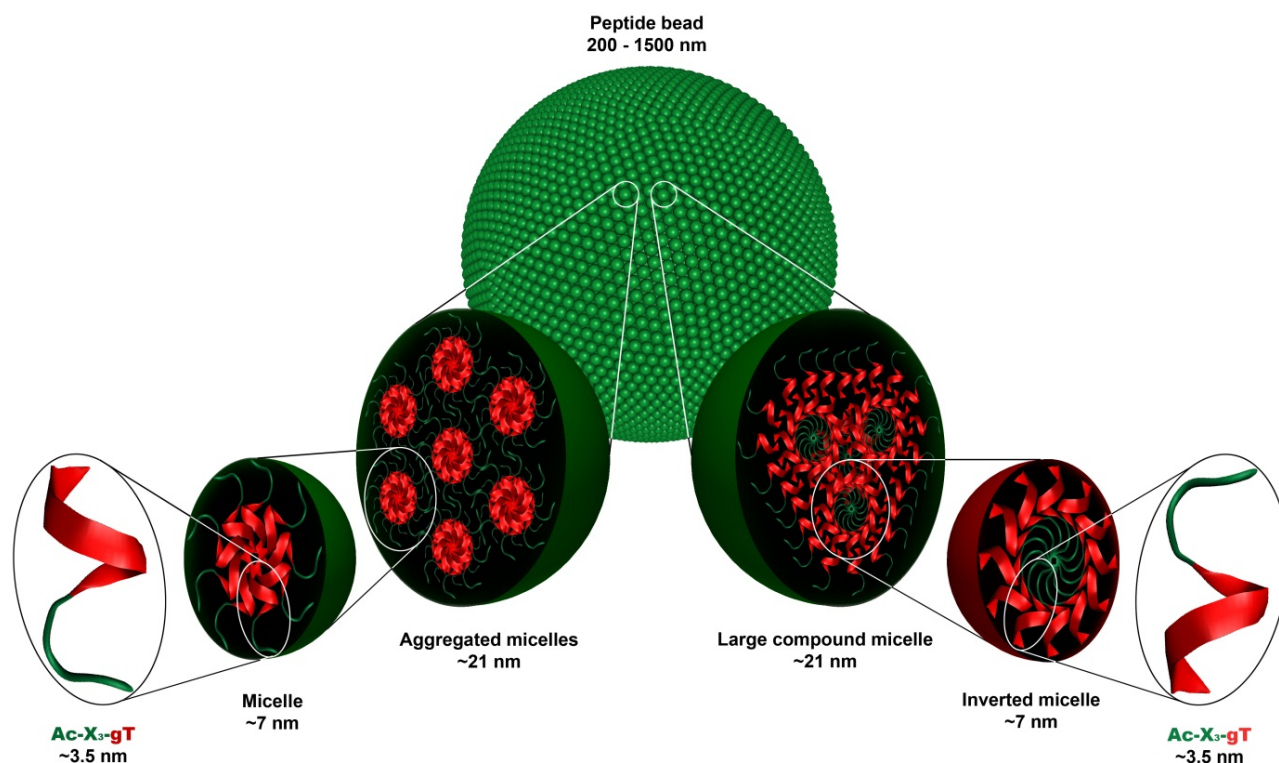 Peptide bead
200 - 1500 nm
Aggregated micelles
~21 nm
Large compound micelle
~21 nm
Micelle
~7 nm
Inverted micelle
~7 nm
Ac-X₃-gT
~3.5 nm
Ac-X₃-gT
~3.5 nm